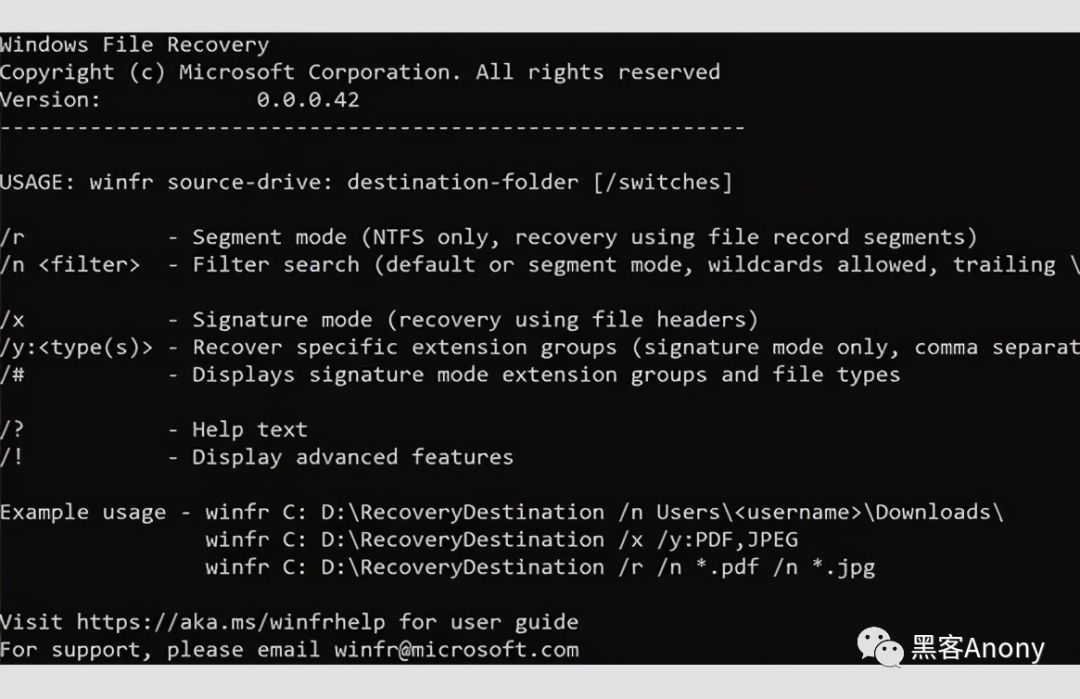 Windows File Recovery
Copyright (c) Microsoft Corporation. All rights reserved
Version:            0.0.0.42
----------------------------------------------------------
USAGE: winfr source-drive: destination-folder [/switches]
/r           - Segment mode (NTFS only, recovery using file record segments)
/n <filter>  - Filter search (default or segment mode, wildcards allowed, trailing \
/x           - Signature mode (recovery using file headers)
/y:<type(s)> - Recover specific extension groups (signature mode only, comma separat
/#           - Displays signature mode extension groups and file types
/?           - Help text
/!           - Display advanced features
Example usage - winfr C: D:\RecoveryDestination /n Users\<username>\Downloads\
winfr C: D:\RecoveryDestination /x /y:PDF,JPEG
winfr C: D:\RecoveryDestination /r /n *.pdf /n *.jpg
Visit https://aka.ms/winfrhelp for user guide
For support, please email winfr@microsoft.com
黑客Anony